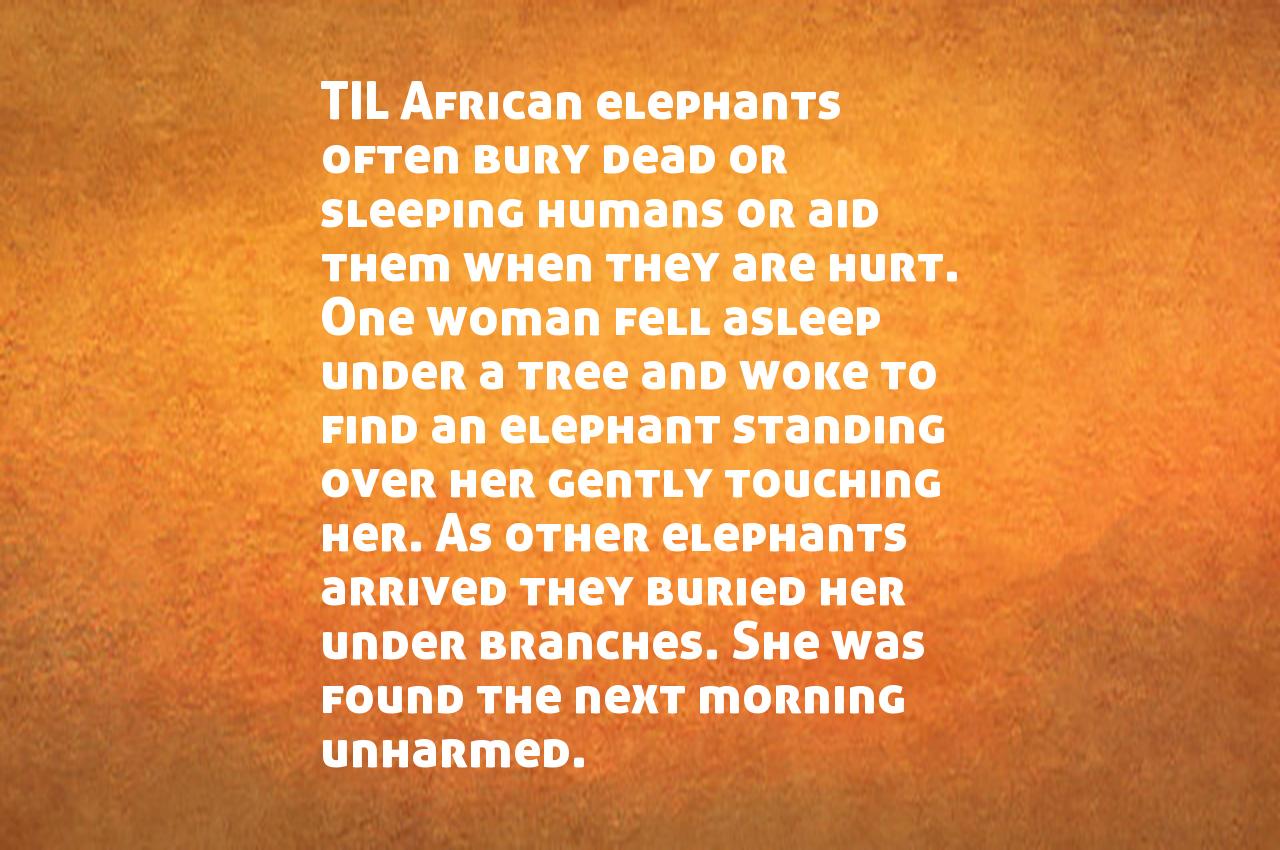 TIL African elephants
often bury dead or
sleeping humans or aid
them when they are hurt.
One woman fell asleep
under a tree and woke to
find an elephant standing
over her gently touching
her. As other elephants
arrived they buried her
under branches. She was
found the next morning
unharmed.